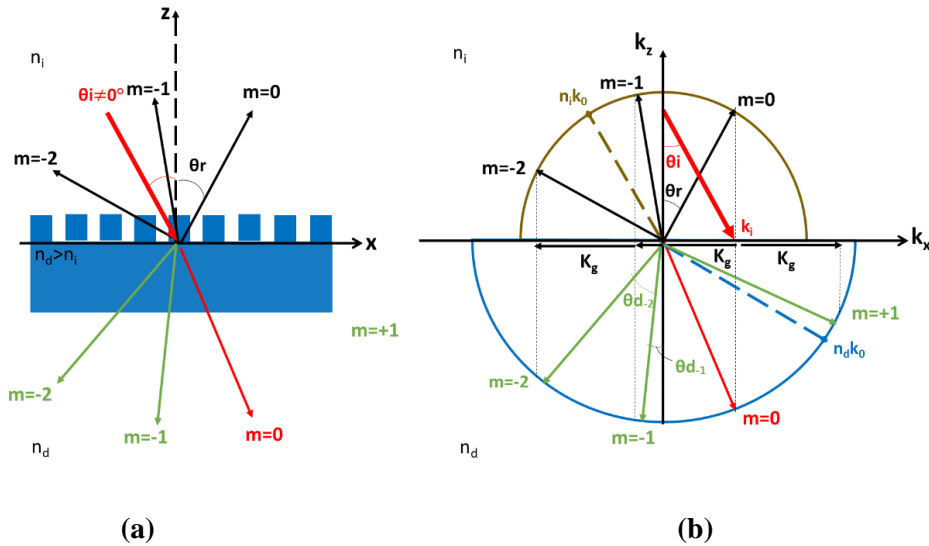 z
n_i
θi≠0°
m=-1
m=0
m=-2
θr
x
n_d>n_i
m=+1
m=-2
m=-1
m=0
n_d
(a)
n_i
k_z
m=-1
n_ik_0
m=0
θi
m=-2
θr
k_i
k_x
K_g
K_g
K_g
θd_-2
m=+1
n_dk_0
θd_-1
m=-2
m=-1
m=0
n_d
(b)